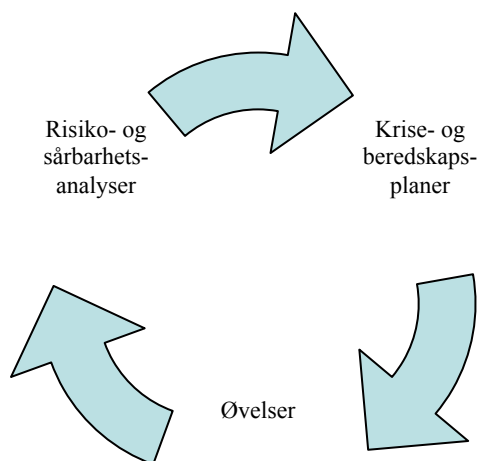 Risiko- og
sårbarhets-
analyser
Krise- og
beredskaps-
planer
Øvelser